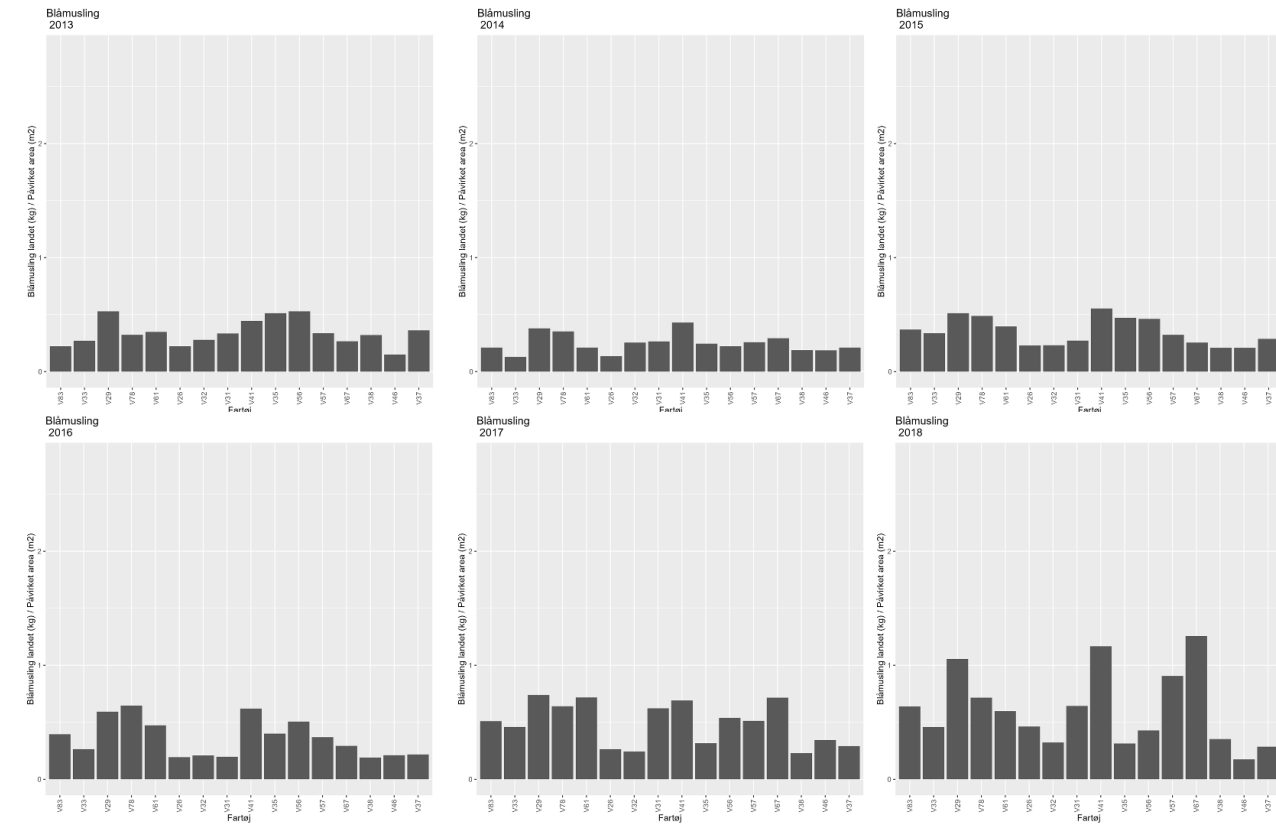 Blåmusling
2013
Blåmusling landet (kg) / Påvirket area (m2)
2
1
0
V83 V33 V29 V78 V61 V26 V32 V31 V41 V35 V56 V57 V67 V38 V46 V37
Fartøj
Blåmusling
2014
Blåmusling landet (kg) / Påvirket area (m2)
2
1
0
V83 V33 V29 V78 V61 V26 V32 V31 V41 V35 V56 V57 V67 V38 V46 V37
Fartøj
Blåmusling
2015
Blåmusling landet (kg) / Påvirket area (m2)
2
1
0
V83 V33 V29 V78 V61 V26 V32 V31 V41 V35 V56 V57 V67 V38 V46 V37
Fartøj
Blåmusling
2016
Blåmusling landet (kg) / Påvirket area (m2)
2
1
0
V83 V33 V29 V78 V61 V26 V32 V31 V41 V35 V56 V57 V67 V38 V46 V37
Fartøj
Blåmusling
2017
Blåmusling landet (kg) / Påvirket area (m2)
2
1
0
V83 V33 V29 V78 V61 V26 V32 V31 V41 V35 V56 V57 V67 V38 V46 V37
Fartøj
Blåmusling
2018
Blåmusling landet (kg) / Påvirket area (m2)
2
1
0
V83 V33 V29 V78 V61 V26 V32 V31 V41 V35 V56 V57 V67 V38 V46 V37
Fartøj